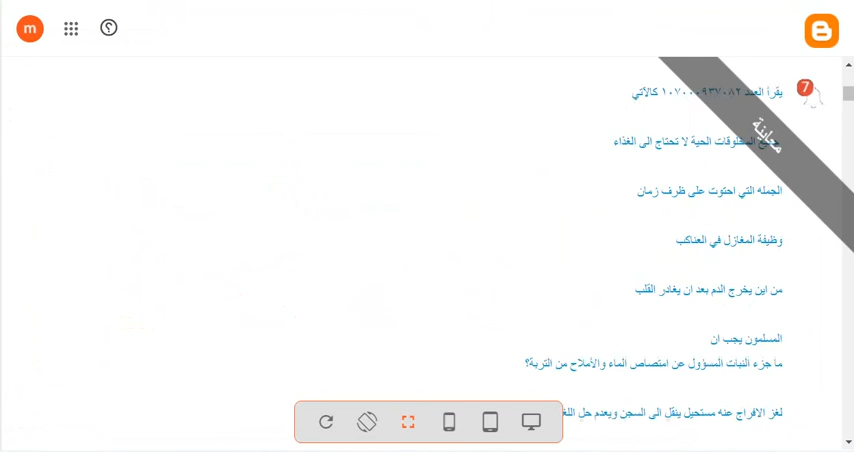 m
7
يقرأ العدد ١٠٧٠٠٠٩٣٧٠٨٢ كالآتي
معاينة
جميع المخلوقات الحية لا تحتاج الى الغذاء
الجمله التي احتوت على ظرف زمان
وظيفة المغازل في العناكب
من اين يخرج الدم بعد ان يغادر القلب
المسلمون يجب ان
ما جزء النبات المسؤول عن امتصاص الماء والأملاح من التربة؟
لغز الافراج عنه مستحيل ينقل الى السجن ويعدم حل